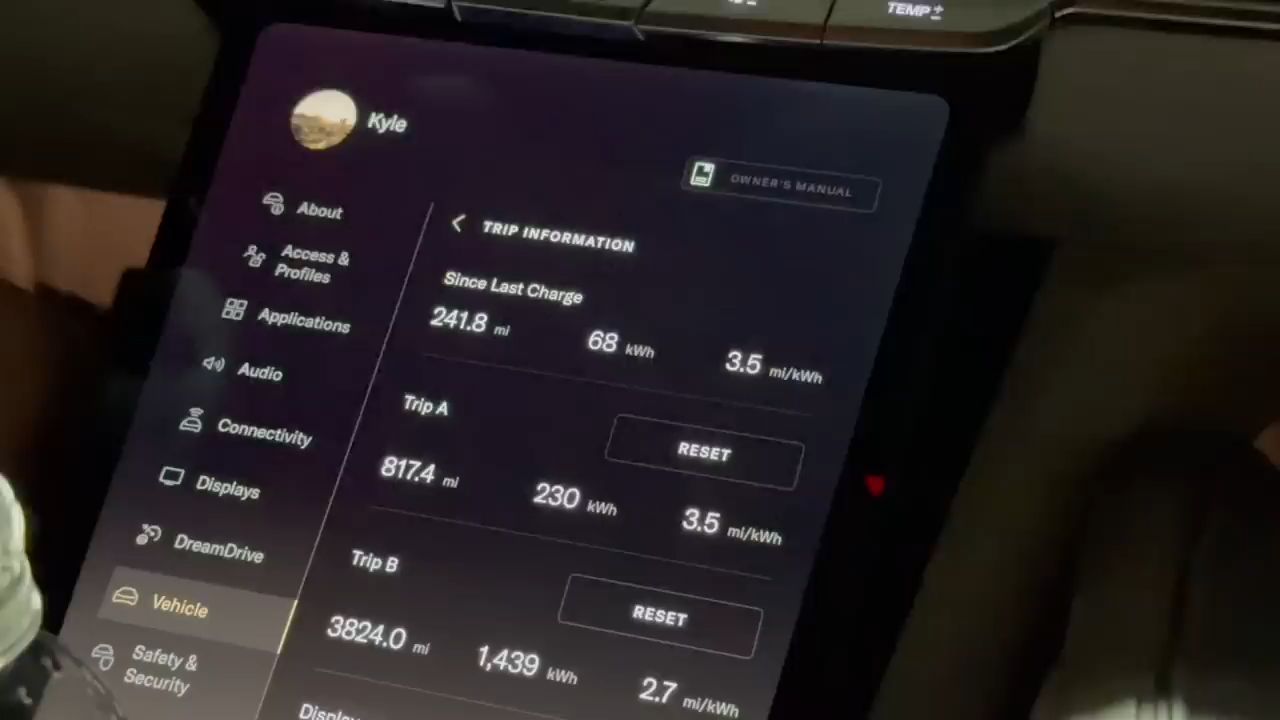 TEMP±
Kyle
OWNER'S MANUAL
About
Access &
Profiles
Applications
Audio
Connectivity
Displays
DreamDrive
Vehicle
Safety &
Security
TRIP INFORMATION
Since Last Charge
241.8 mi 68 kWh 3.5 mi/kWh
Trip A
RESET
817.4 mi 230 kWh 3.5 mi/kWh
Trip B
RESET
3824.0 mi 1,439 kWh 2.7 mi/kWh